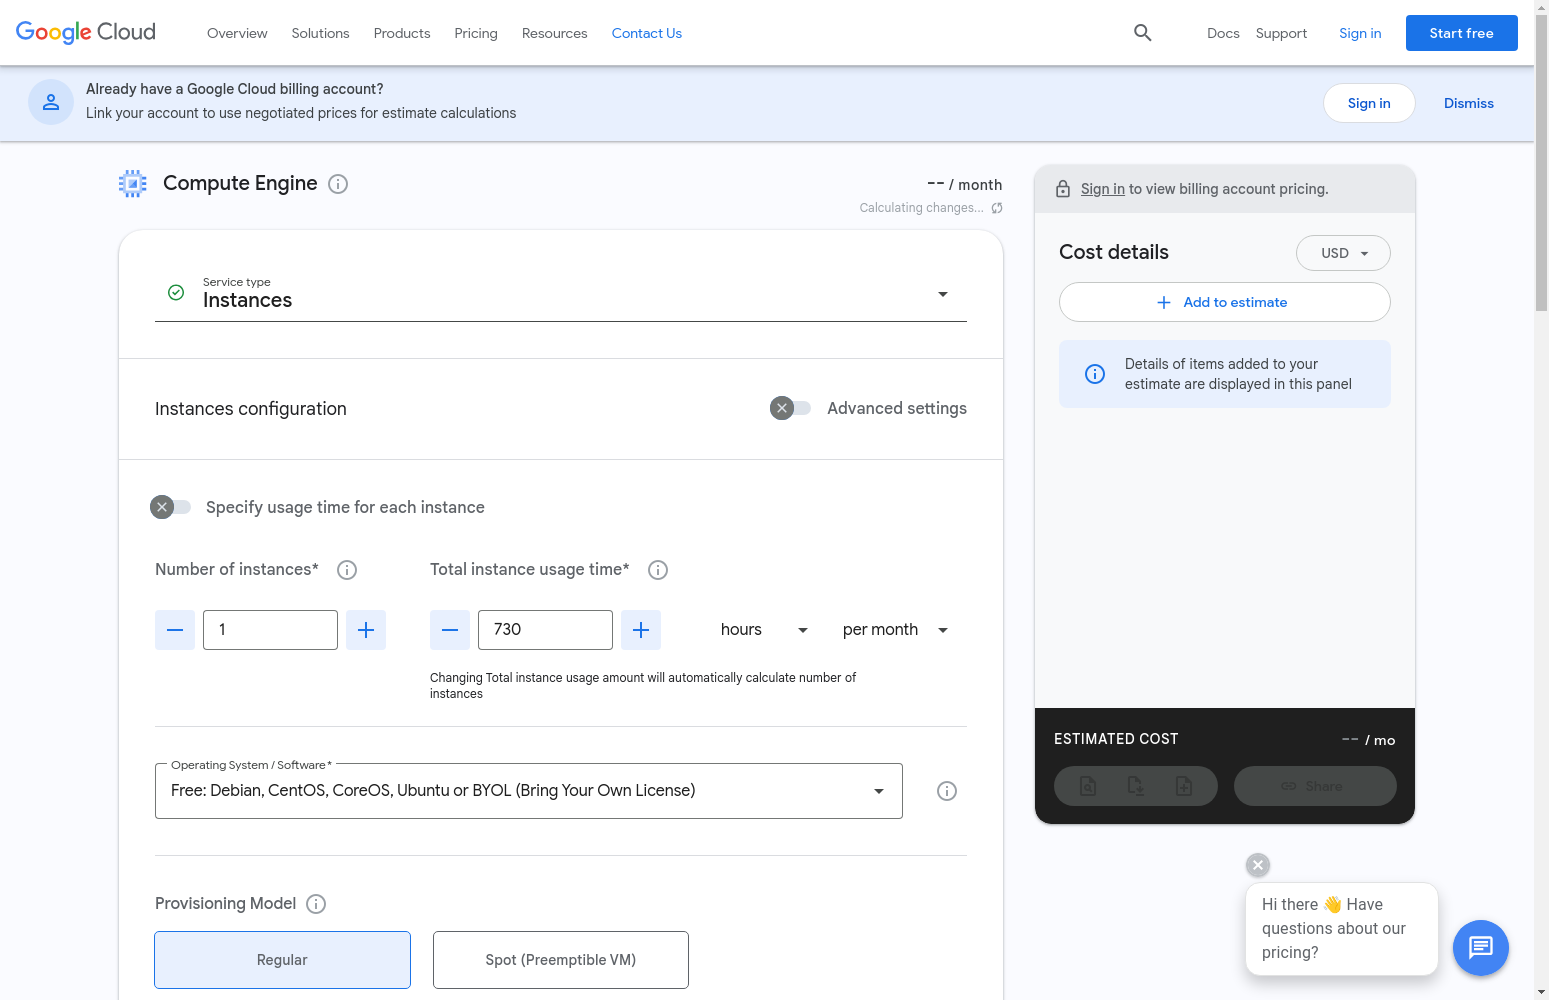 Google Cloud
Overview
Solutions
Products
Pricing
Resources
Contact Us
Docs
Support
Sign in
Start free
Already have a Google Cloud billing account?
Link your account to use negotiated prices for estimate calculations
Sign in
Dismiss
Compute Engine
-- / month
Calculating changes...
Service type
Instances
Instances configuration
Advanced settings
Specify usage time for each instance
Number of instances*
1
Total instance usage time*
730
hours
per month
Changing Total instance usage amount will automatically calculate number of
instances
Operating System / Software*
Free: Debian, CentOS, CoreOS, Ubuntu or BYOL (Bring Your Own License)
Provisioning Model
Regular
Spot (Preemptible VM)
Sign in to view billing account pricing.
Cost details
USD
Add to estimate
Details of items added to your
estimate are displayed in this panel
ESTIMATED COST
-- / mo
Share
Hi there 👋 Have
questions about our
pricing?